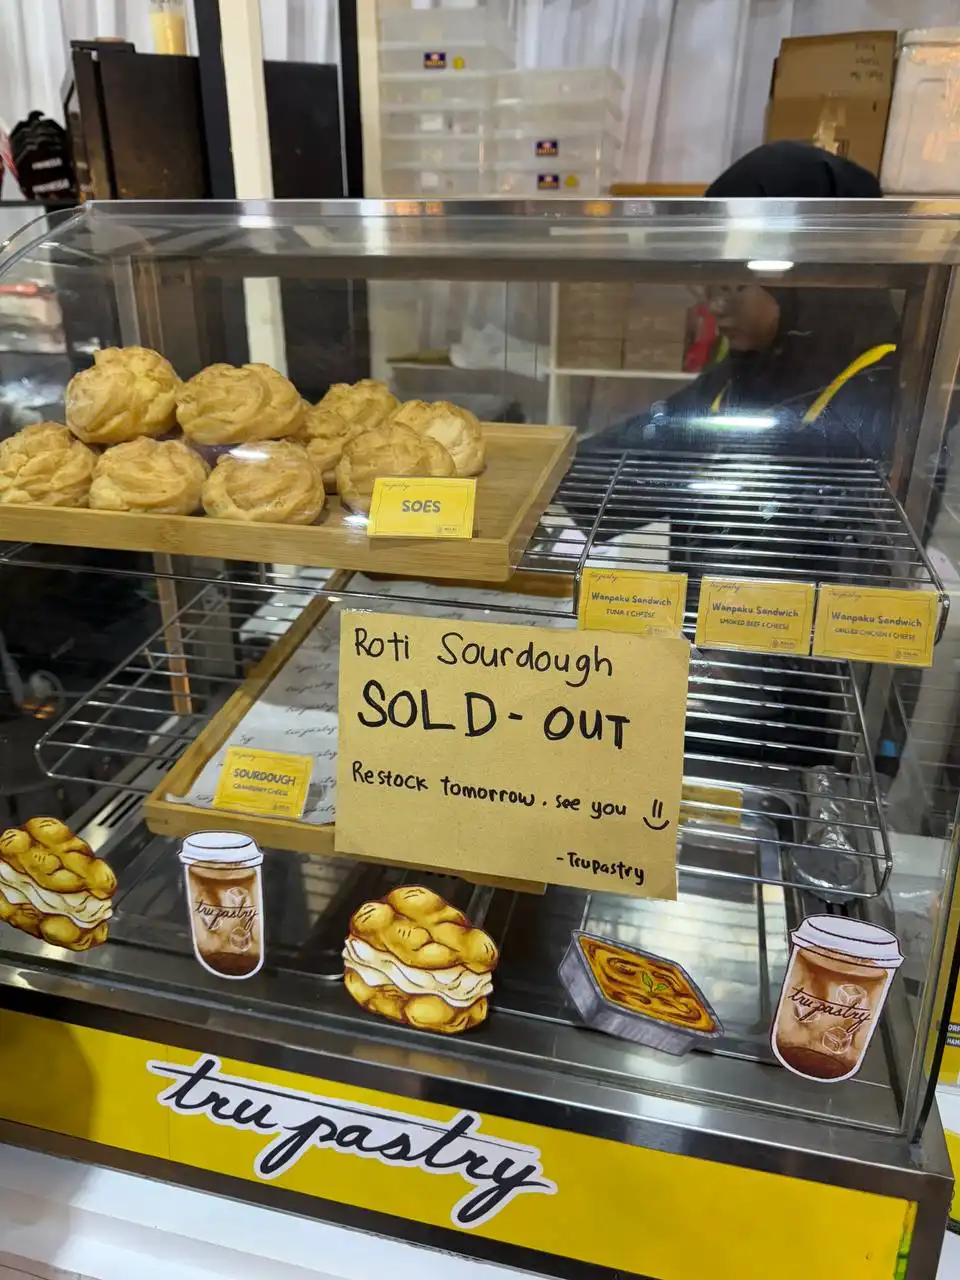 SOES
trupastry
Wanpaku Sandwich
TUNA & CHEESE
Wanpaku Sandwich
SMOKED BEEF & CHEESE
Wanpaku Sandwich
GRILLED CHICKEN & CHEESE
Roti Sourdough
SOLD-OUT
Restock tomorrow. see you
-Trupastry
SOURDOUGH
CRANBERRY CHEESE
trupastry
trupastry
trupastry